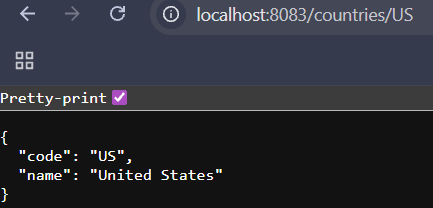 localhost:8083/countries/US
Pretty-print
{
  "code": "US",
  "name": "United States"
}